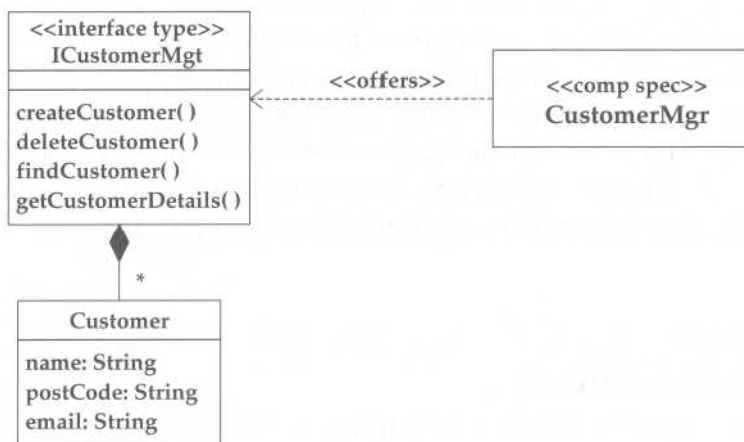 <<interface type>>
ICustomerMgt
createCustomer( )
deleteCustomer( )
findCustomer( )
getCustomerDetails( )
<<offers>>
<<comp spec>>
CustomerMgr
*
Customer
name: String
postCode: String
email: String